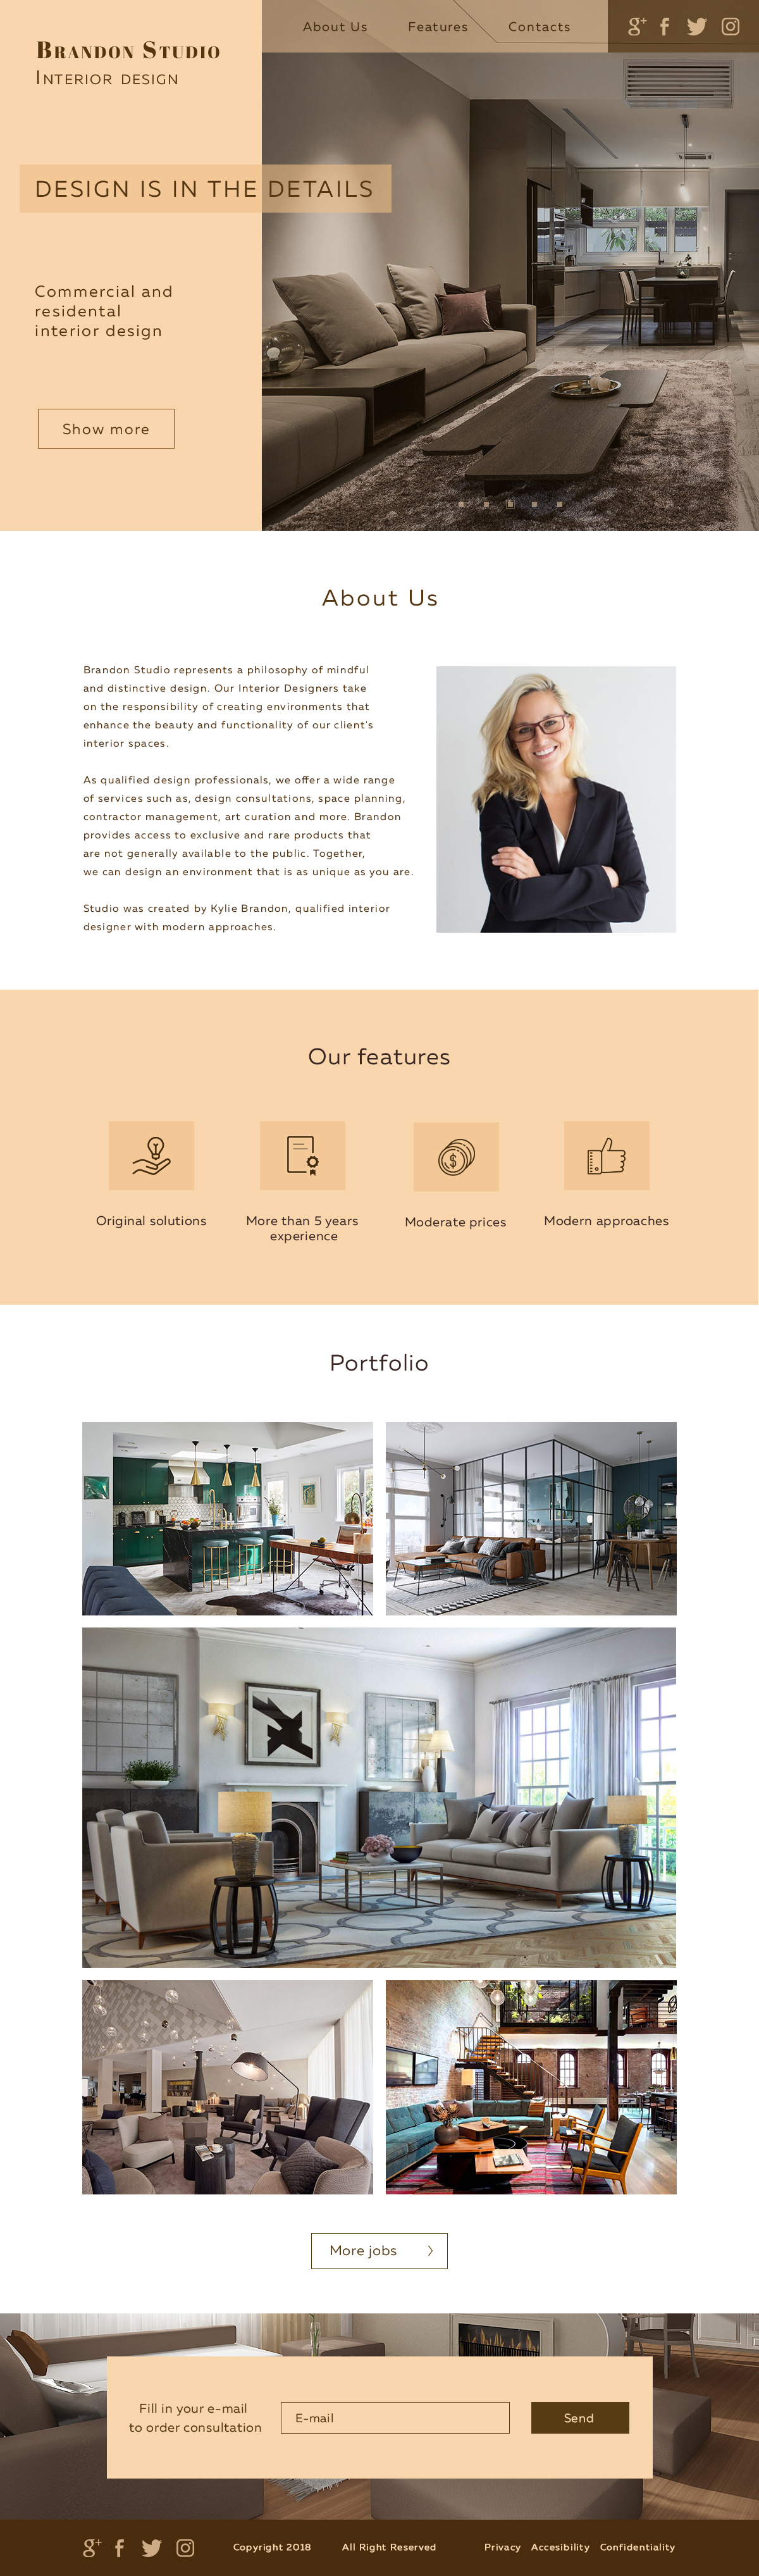 About Us Features Contacts
Brandon Studio
Interior design
DESIGN IS IN THE DETAILS
Commercial and
residental
interior design
Show more
About Us
Brandon Studio represents a philosophy of mindful
and distinctive design. Our Interior Designers take
on the responsibility of creating environments that
enhance the beauty and functionality of our client's
interior spaces.
As qualified design professionals, we offer a wide range
of services such as, design consultations, space planning,
contractor management, art curation and more. Brandon
provides access to exclusive and rare products that
are not generally available to the public. Together,
we can design an environment that is as unique as you are.
Studio was created by Kylie Brandon, qualified interior
designer with modern approaches.
Our features
Original solutions
More than 5 years
experience
Moderate prices
Modern approaches
Portfolio
More jobs
Fill in your e-mail
to order consultation
E-mail
Send
Copyright 2018 All Right Reserved Privacy Accesibility Confidentiality